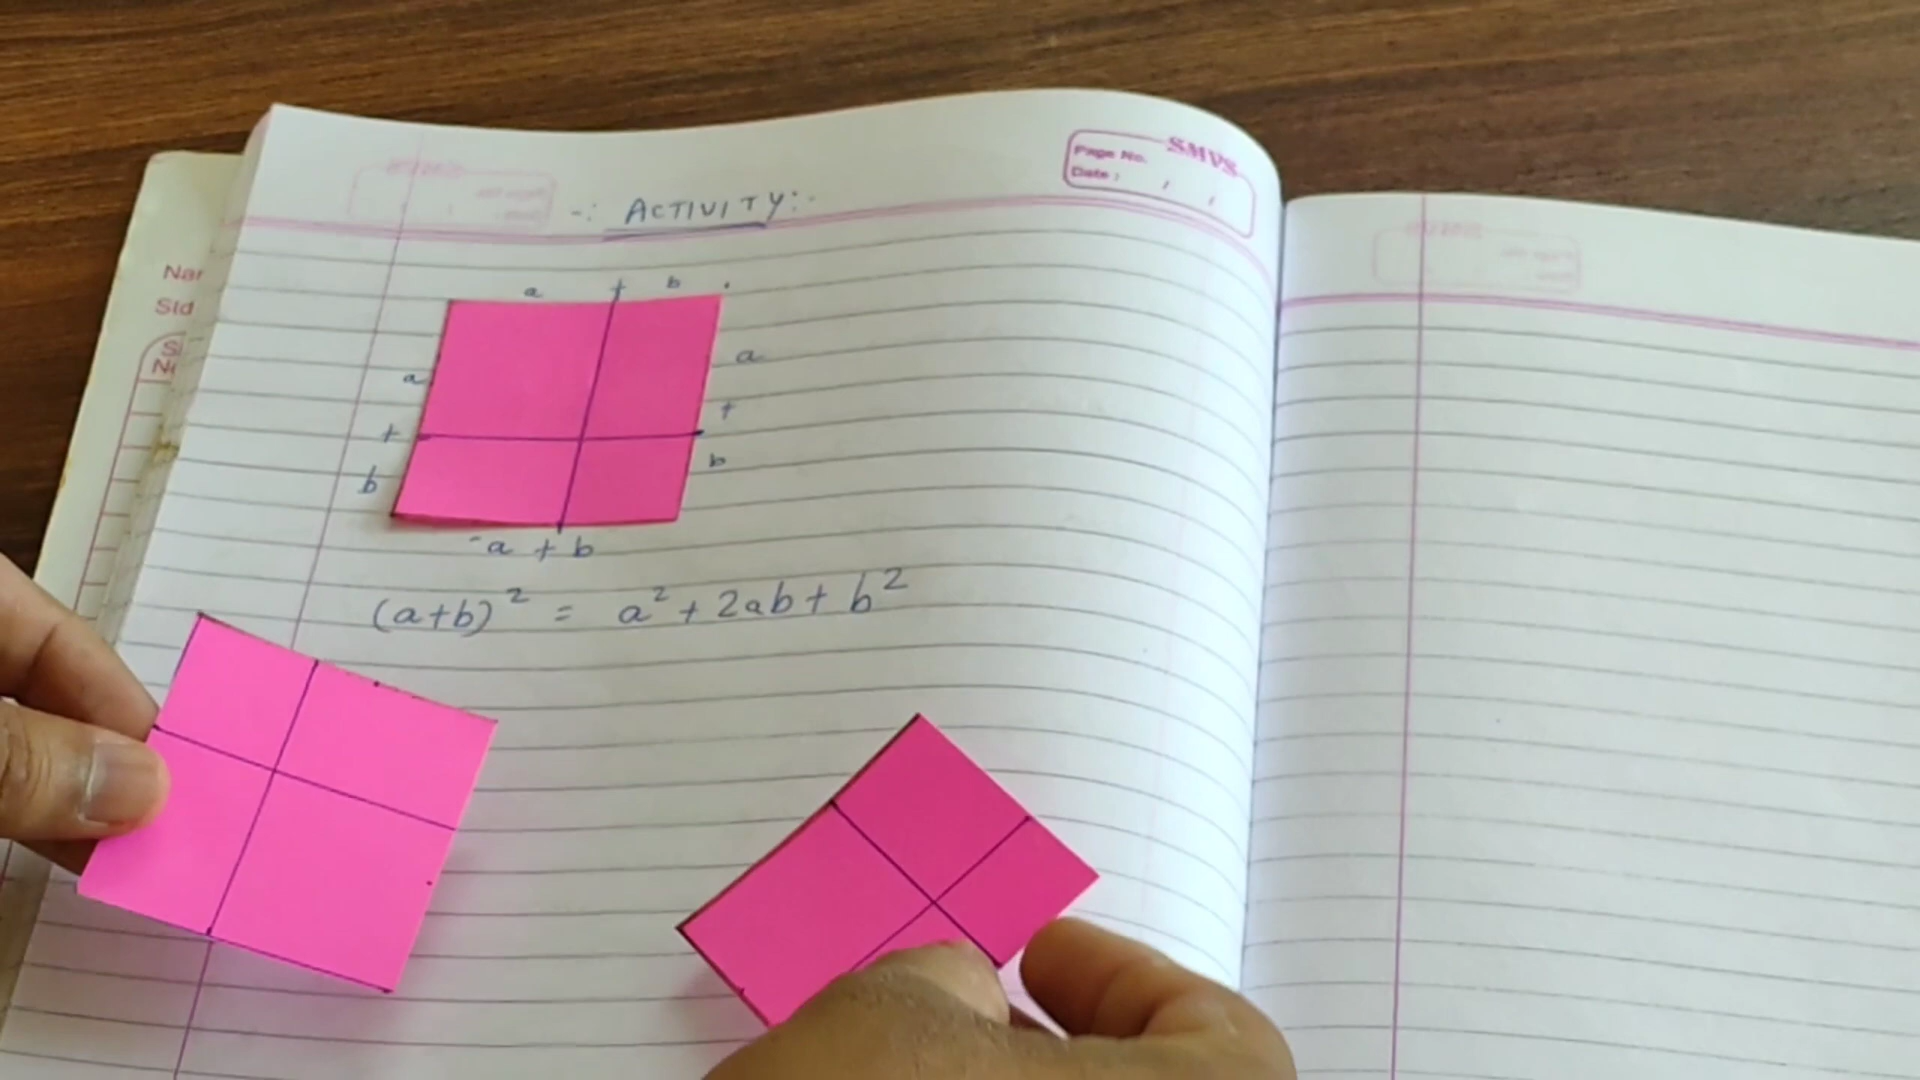 SMVS
Page No.
Date : / /
-: ACTIVITY:-
a + b
a
a
+
+
b
b
a + b
(a+b)² = a² + 2ab + b²